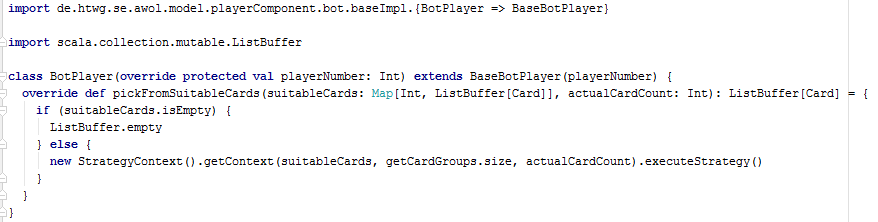 import de.htwg.se.awol.model.playerComponent.bot.baseImpl.{BotPlayer => BaseBotPlayer}
import scala.collection.mutable.ListBuffer
class BotPlayer(override protected val playerNumber: Int) extends BaseBotPlayer(playerNumber) {
override def pickFromSuitableCards(suitableCards: Map[Int, ListBuffer[Card]], actualCardCount: Int): ListBuffer[Card] = {
if (suitableCards.isEmpty) {
ListBuffer.empty
} else {
new StrategyContext().getContext(suitableCards, getCardGroups.size, actualCardCount).executeStrategy()
}
}
}